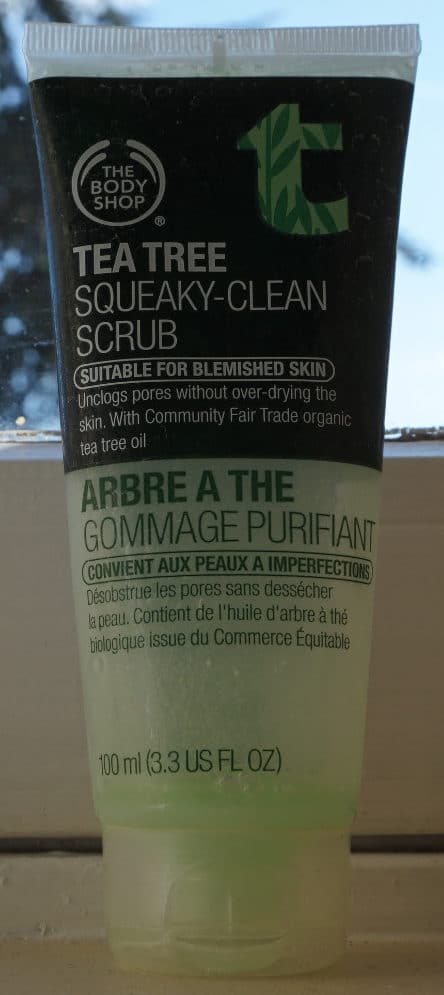 THE
BODY
SHOP
®
t
TEA TREE
SQUEAKY-CLEAN
SCRUB
SUITABLE FOR BLEMISHED SKIN
Unclogs pores without over-drying the
skin. With Community Fair Trade organic
tea tree oil
ARBRE A THE
GOMMAGE PURIFIANT
CONVIENT AUX PEAUX A IMPERFECTIONS
Désobstrue les pores sans dessécher
la peau. Contient de l'huile d'arbre à thé
biologique issue du Commerce Équitable
100 ml (3.3 US FL OZ)